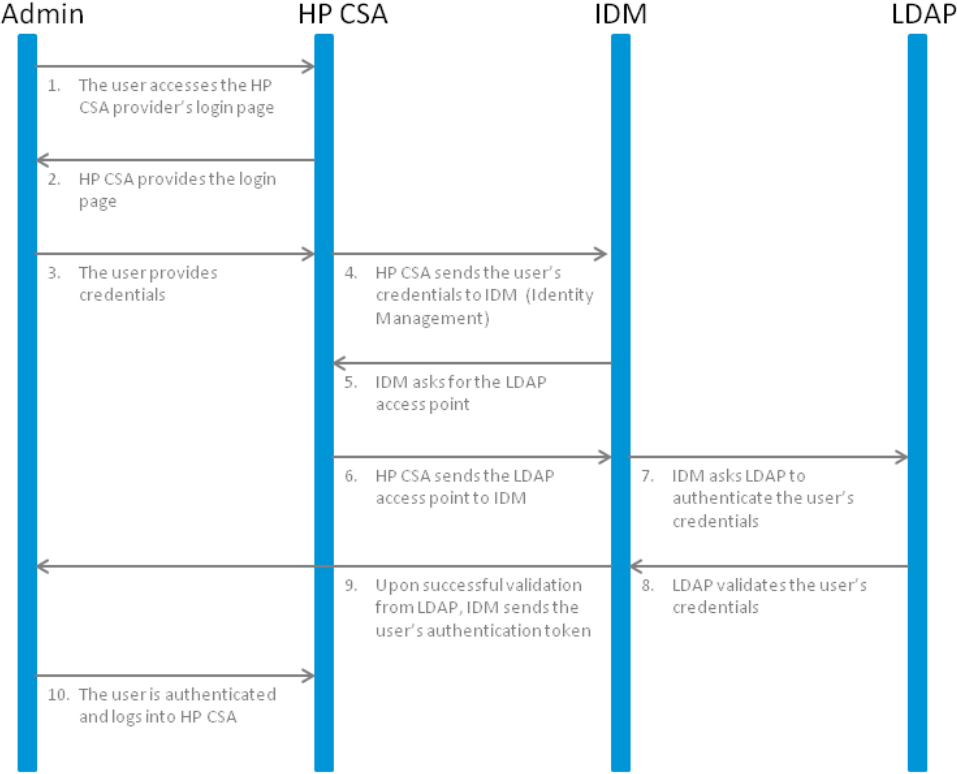 Admin
HP CSA
IDM
LDAP
1. The user accesses the HP
CSA provider's login page
2. HP CSA provides the login
page
3. The user provides
credentials
4. HP CSA sends the user's
credentials to IDM (Identity
Management)
5. IDM asks for the LDAP
access point
6. HP CSA sends the LDAP
access point to IDM
7. IDM asks LDAP to
authenticate the user's
credentials
8. LDAP validates the user's
credentials
9. Upon successful validation
from LDAP, IDM sends the
user's authentication token
10. The user is authenticated
and logs into HP CSA